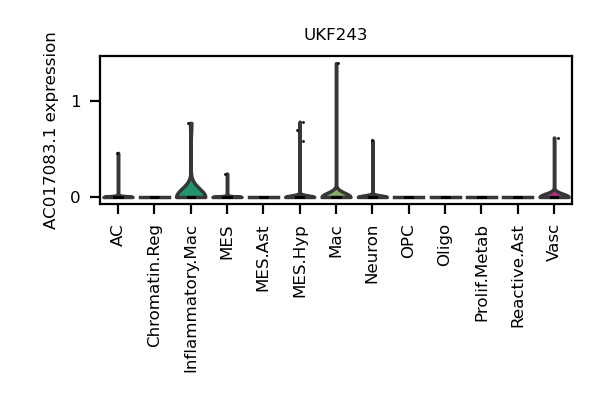 UKF243
AC017083.1 expression
1
0
AC
Chromatin.Reg
Inflammatory.Mac
MES
MES.Ast
MES.Hyp
Mac
Neuron
OPC
Oligo
Prolif.Metab
Reactive.Ast
Vasc